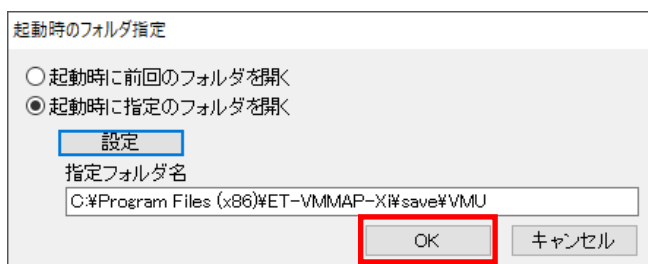 起動時のフォルダ指定
起動時に前回のフォルダを開く
起動時に指定のフォルダを開く
設定
指定フォルダ名
C:¥Program Files (x86)¥ET-VMMAP-Xi¥save¥VMU
OK キャンセル